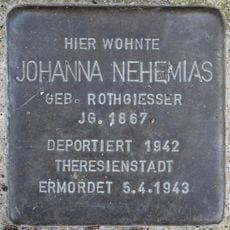 HIER WOHNTE
JOHANNA NEHEMIAS
GEB. ROTHGIESSER
JG. 1867
DEPORTIERT 1942
THERESIENSTADT
ERMORDET 5.4.1943